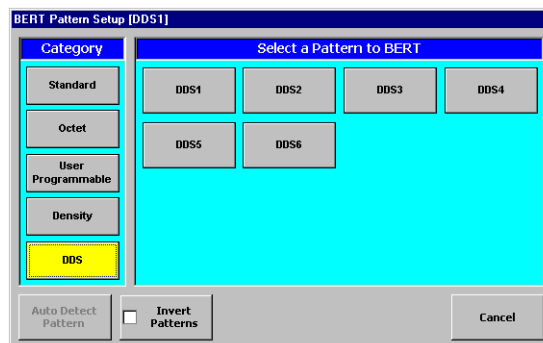 BERT Pattern Setup [DDS1]
Category
Select a Pattern to BERT
Standard
Octet
User
Programmable
Density
DDS
DDS1
DDS2
DDS3
DDS4
DDS5
DDS6
Auto Detect
Pattern
Invert
Patterns
Cancel